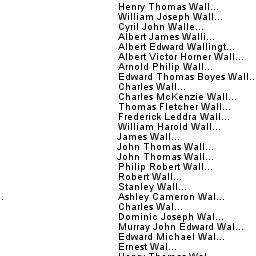 Henry Thomas Wall...
William Joseph Wall...
Cyril John Walle...
Albert James Walli...
Albert Edward Wallingt...
Albert Victor Horner Wall...
Arnold Philip Wall...
Edward Thomas Boyes Wall..
Charles Wall...
Charles McKenzie Wall...
Thomas Fletcher Wall...
Frederick Leddra Wall...
William Harold Wall...
James Wall...
John Thomas Wall...
John Thomas Wall...
Philip Robert Wall...
Robert Wall...
Stanley Wall...
Ashley Cameron Wal...
Charles Wal...
Dominic Joseph Wal...
Murray John Edward Wal...
Edward Michael Wal...
Ernest Wal...
Henry Thomas Wal...